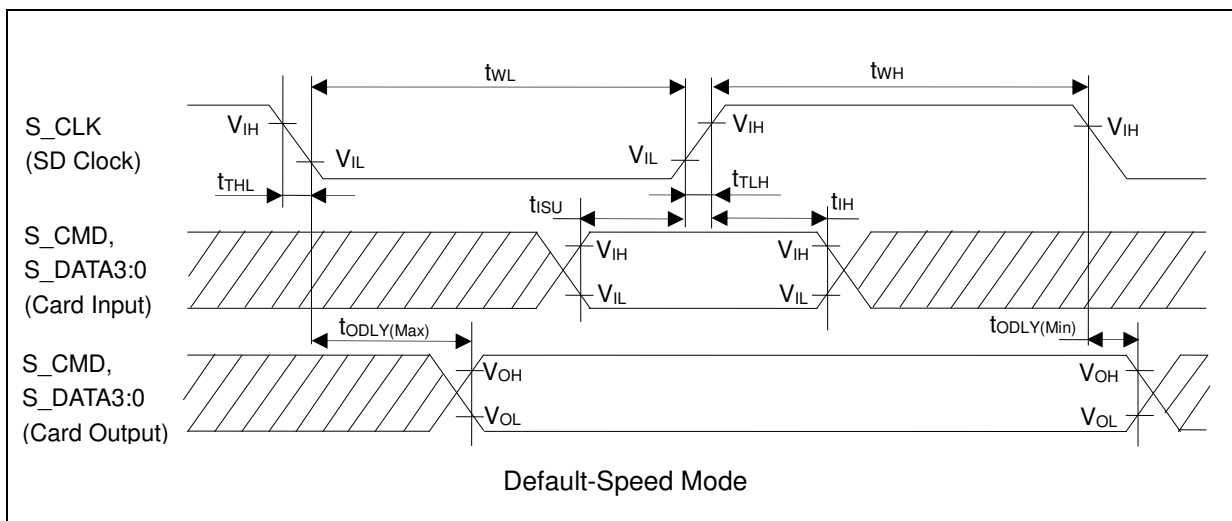 tWL
tWH
S_CLK
(SD Clock)
VIH
VIL
VIL
VIH
VIH
tTHL
tTLH
tISU
tIH
S_CMD,
S_DATA3:0
(Card Input)
VIH
VIL
VIH
VIL
tODLY(Max)
tODLY(Min)
S_CMD,
S_DATA3:0
(Card Output)
VOH
VOL
VOH
VOL
Default-Speed Mode